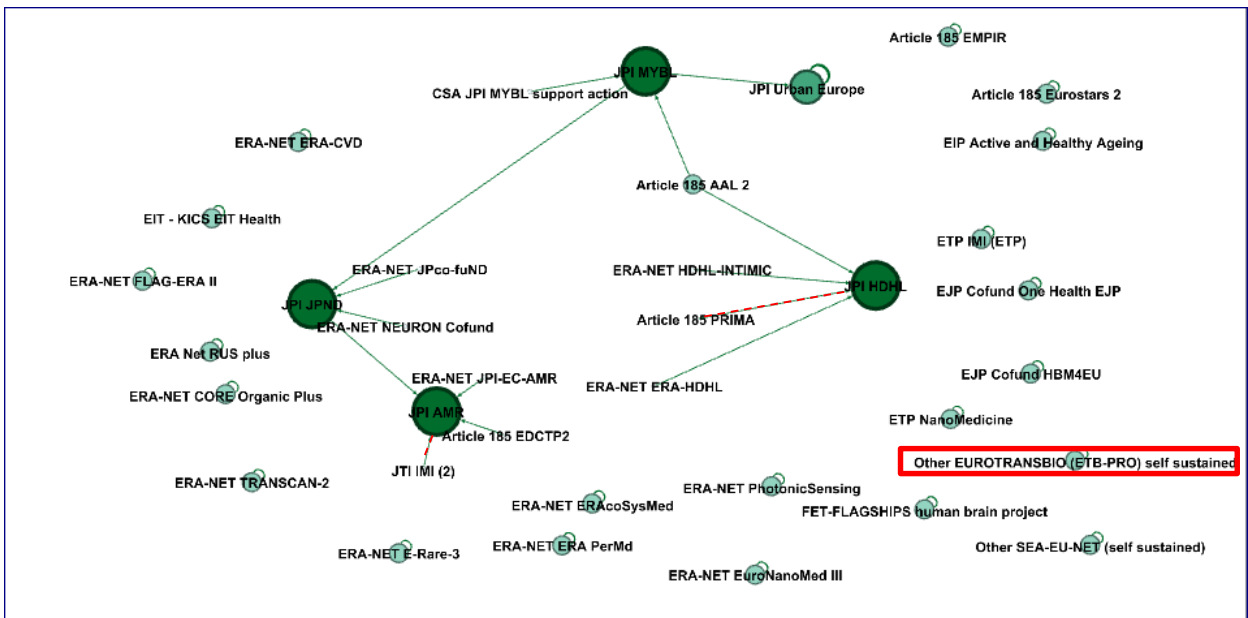 Article 185 EMPIR
JPI MYBL
JPI Urban Europe
CSA JPI MYBL support action
Article 185 Eurostars 2
ERA-NET ERA-CVD
EIP Active and Healthy Ageing
Article 185 AAL 2
EIT - KICS EIT Health
ETP IMI (ETP)
ERA-NET JPco-fuND
ERA-NET HDHL-INTIMIC
ERA-NET FLAG-ERA II
JPI HDHL
EJP Cofund One Health EJP
JPI JPND
Article 185 PRIMA
ERA-NET NEURON Cofund
ERA Net RUS plus
ERA-NET JPI-EC-AMR
EJP Cofund HBM4EU
ERA-NET ERA-HDHL
ERA-NET CORE Organic Plus
JPI AMR
ETP NanoMedicine
Article 185 EDCTP2
Other EUROTRANSBIO (ETB-PRO) self sustained
JTI IMI (2)
ERA-NET TRANSCAN-2
ERA-NET PhotonicSensing
ERA-NET ERAcoSysMed
FET-FLAGSHIPS human brain project
ERA-NET ERA PerMd
Other SEA-EU-NET (self sustained)
ERA-NET E-Rare-3
ERA-NET EuroNanoMed III